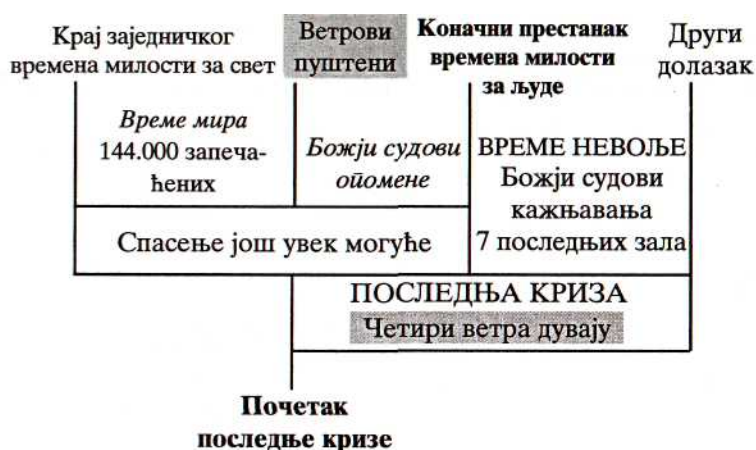 Крај заједничког
времена милости за свет
Ветрови
пуштени
Коначни престанак
времена милости
за људе
Други
долазак
Време мира
144.000 запеча-
ћених
Божји судови
опомене
ВРЕМЕ НЕВОЉЕ
Божји судови
кажњавања
7 последњих зала
Спасење још увек могуће
ПОСЛЕДЊА КРИЗА
Четири ветра дувају
Почетак
последње кризе